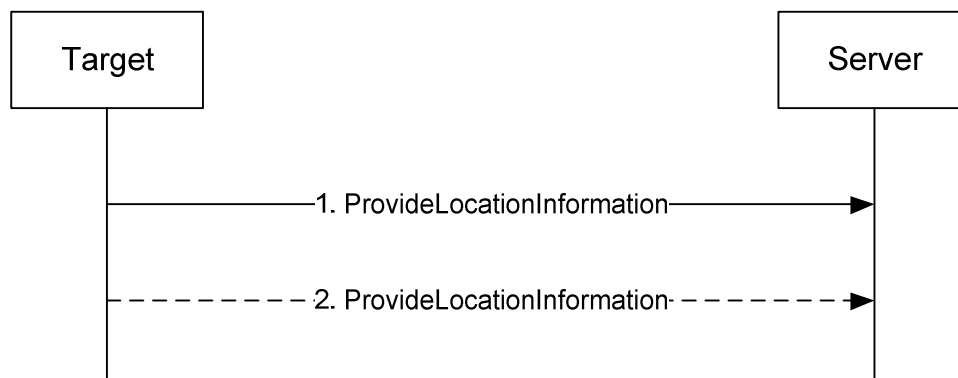 Target
Server
1. ProvideLocationInformation
2. ProvideLocationInformation